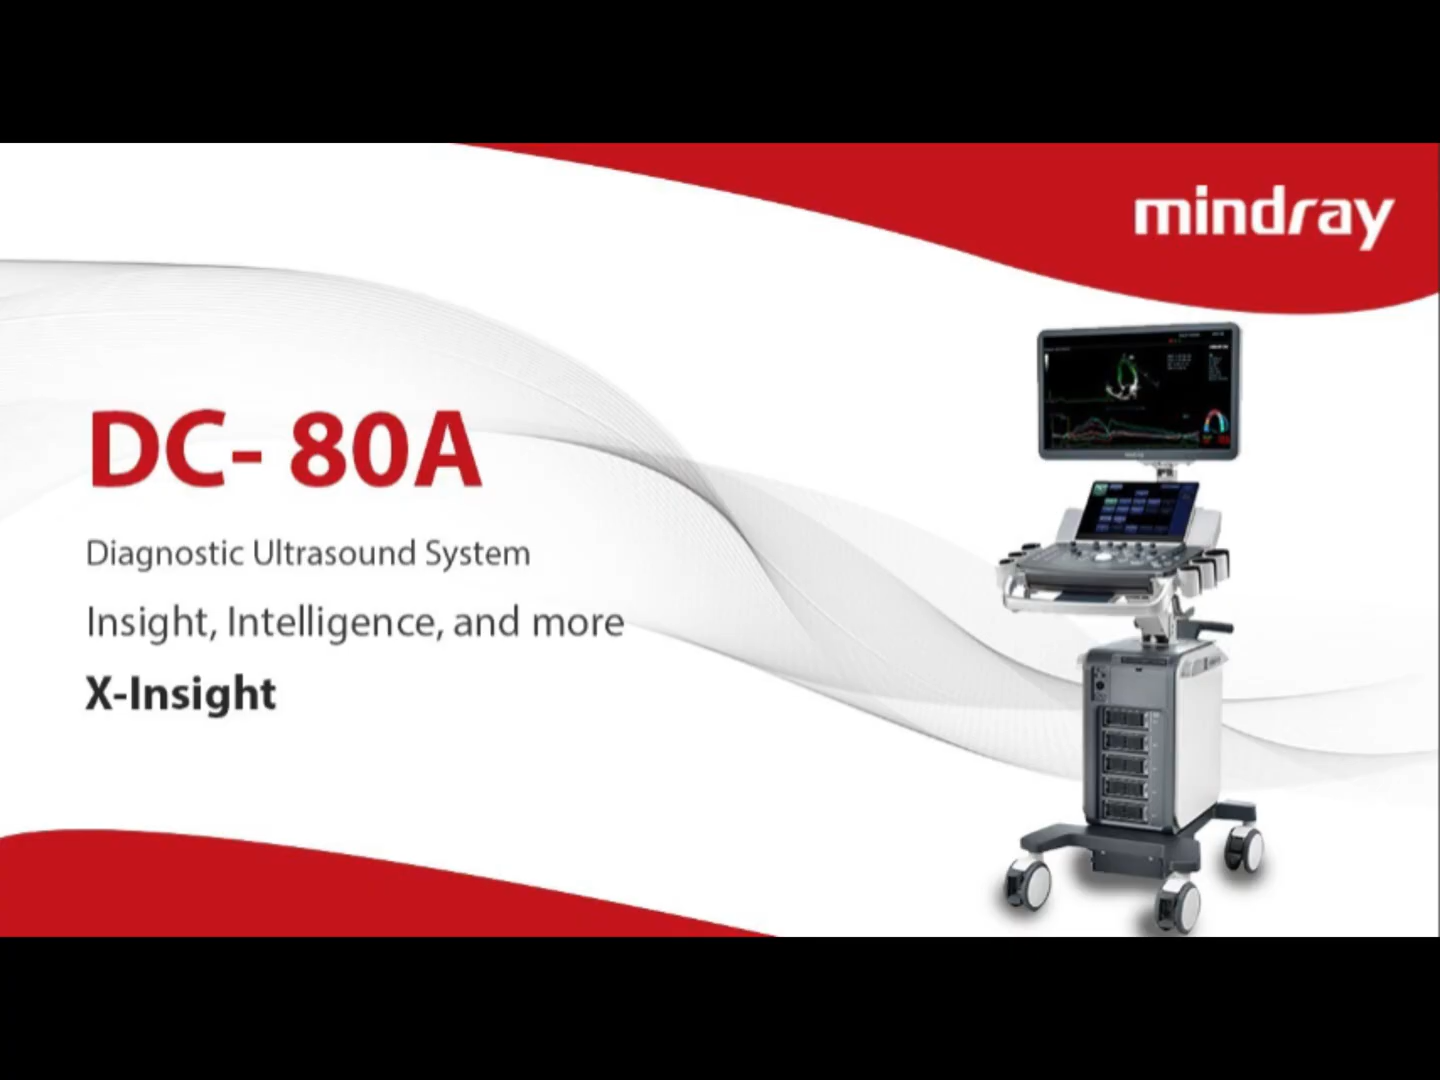 mindray
DC- 80A
Diagnostic Ultrasound System
Insight, Intelligence, and more
X-Insight